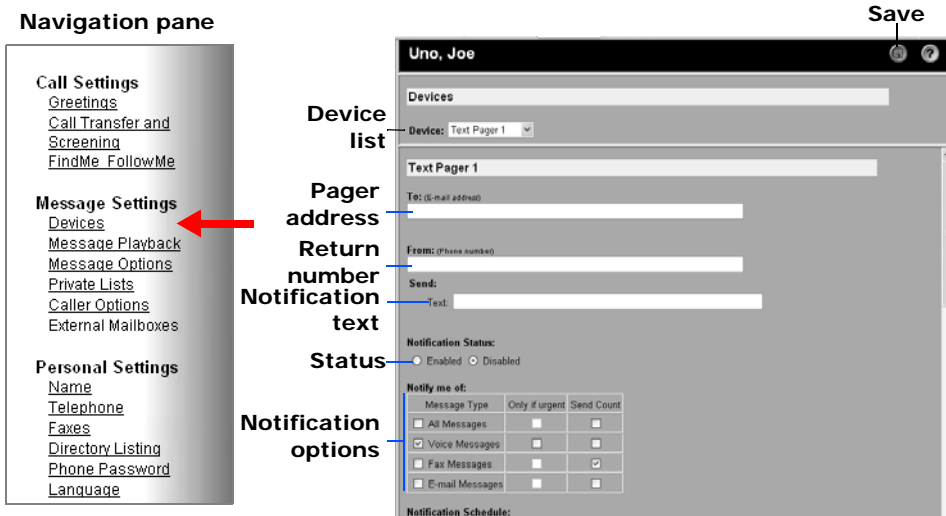 Navigation pane
Save
Call Settings
Greetings
Call Transfer and
Screening
FindMe FollowMe
Message Settings
Devices
Message Playback
Message Options
Private Lists
Caller Options
External Mailboxes
Personal Settings
Name
Telephone
Faxes
Directory Listing
Phone Password
Language
Device
list
Pager
address
Return
number
Notification
text
Status
Notification
options
Uno, Joe
?
Devices
Device: Text Pager 1
Text Pager 1
To: (E-mail address)
From: (Phone number)
Send:
Text:
Notification Status:
Enabled Disabled
Notify me of:
Message Type Only if urgent Send Count
All Messages
Voice Messages
Fax Messages
E-mail Messages
Notification Schedule: